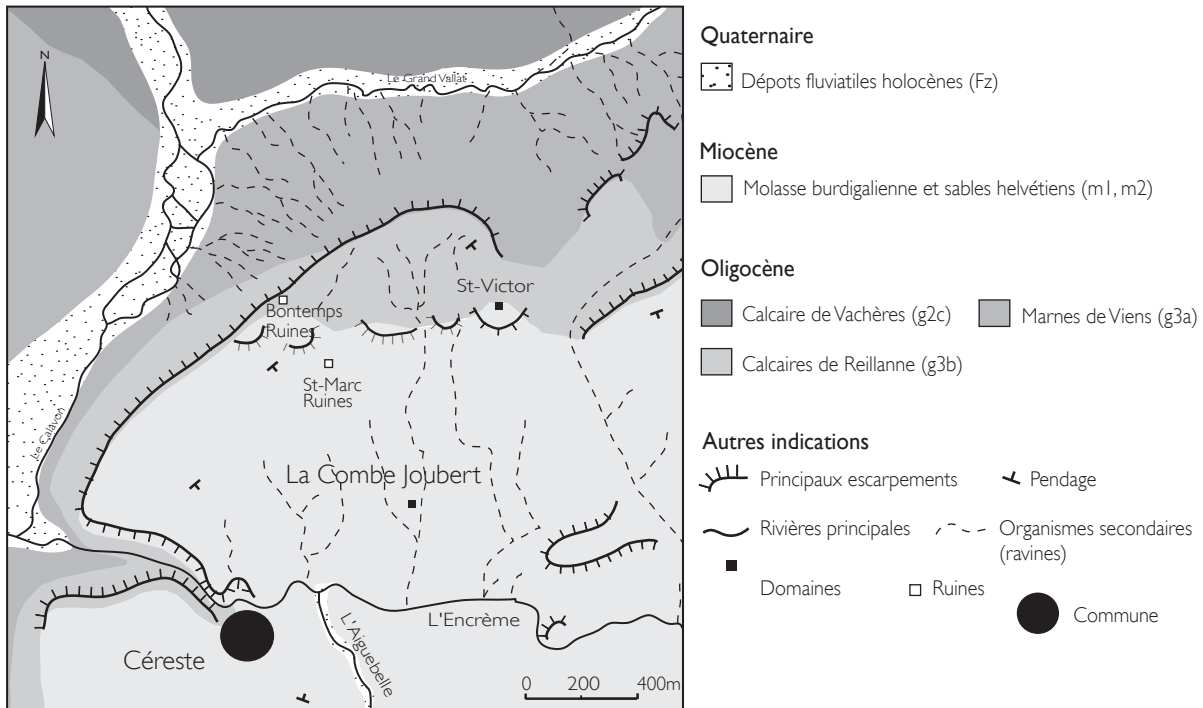 N
Le Grand Vallat
St-Victor
Bontemps
Ruines
St-Marc
Ruines
Le Calavon
La Combe Joubert
L'Encrème
L'Aiguebelle
Céreste
0 200 400m
Quaternaire
Dépots fluviatiles holocènes (Fz)
Miocène
Molasse burdigalienne et sables helvétiens (m1, m2)
Oligocène
Calcaire de Vachères (g2c) Marnes de Viens (g3a)
Calcaires de Reillanne (g3b)
Autres indications
Principaux escarpements Pendage
Rivières principales Organismes secondaires
(ravines)
Domaines Ruines
Commune